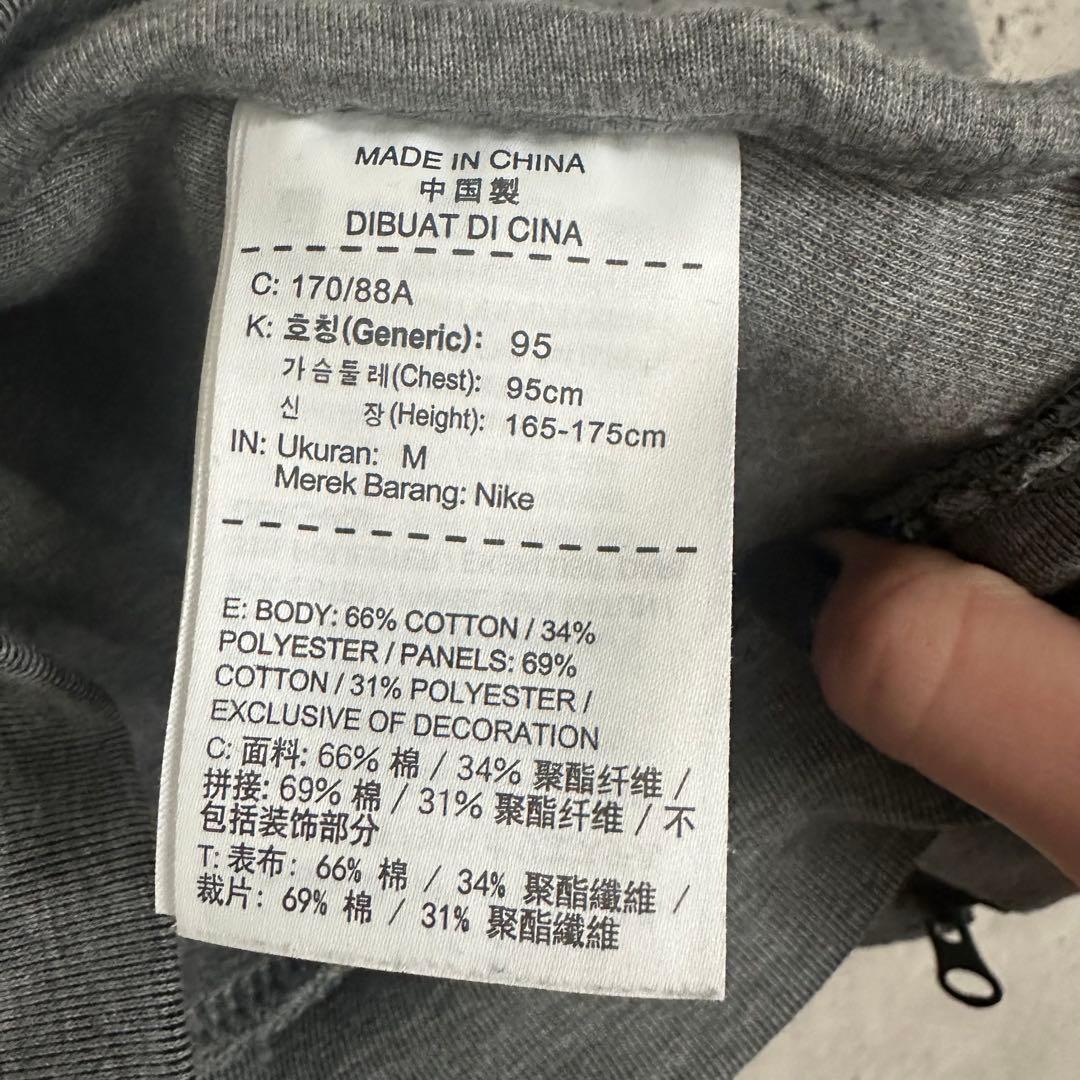 MADE IN CHINA
中国製
DIBUAT DI CINA
C: 170/88A
K: 호칭(Generic): 95
가슴둘레(Chest): 95cm
신 장(Height): 165-175cm
IN: Ukuran: M
Merek Barang: Nike
E: BODY: 66% COTTON / 34%
POLYESTER / PANELS: 69%
COTTON / 31% POLYESTER /
EXCLUSIVE OF DECORATION
C: 面料: 66% 棉 / 34% 聚酯纤维 /
拼接: 69% 棉 / 31% 聚酯纤维 / 不
包括装饰部分
T: 表布: 66% 棉 / 34% 聚酯纖維 /
裁片: 69% 棉 / 31% 聚酯纖維